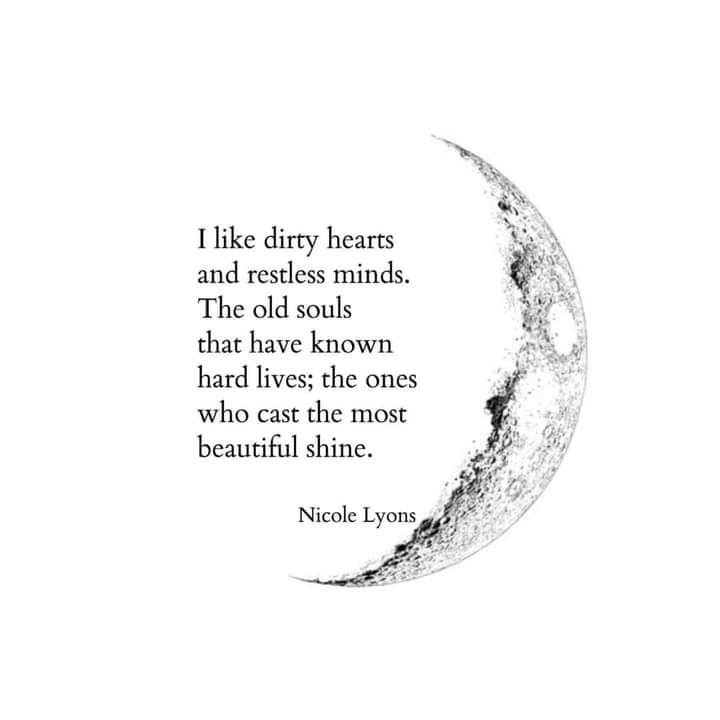 I like dirty hearts
and restless minds.
The old souls
that have known
hard lives; the ones
who cast the most
beautiful shine.
Nicole Lyons